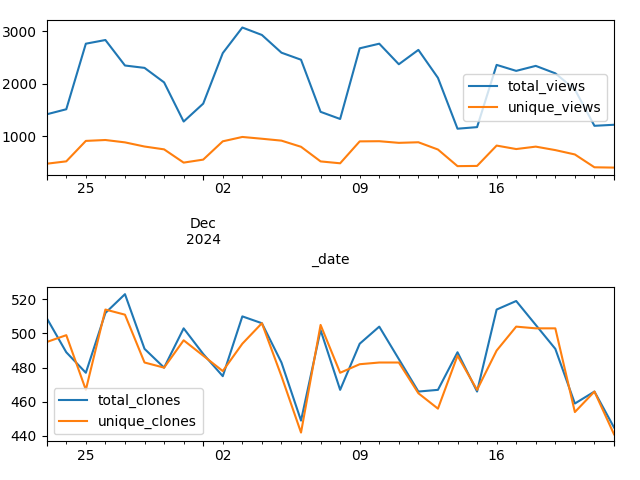 3000
2000
1000
total_views
unique_views
25
02
09
16
Dec
2024
_date
520
500
480
460
440
total_clones
unique_clones
25
02
09
16